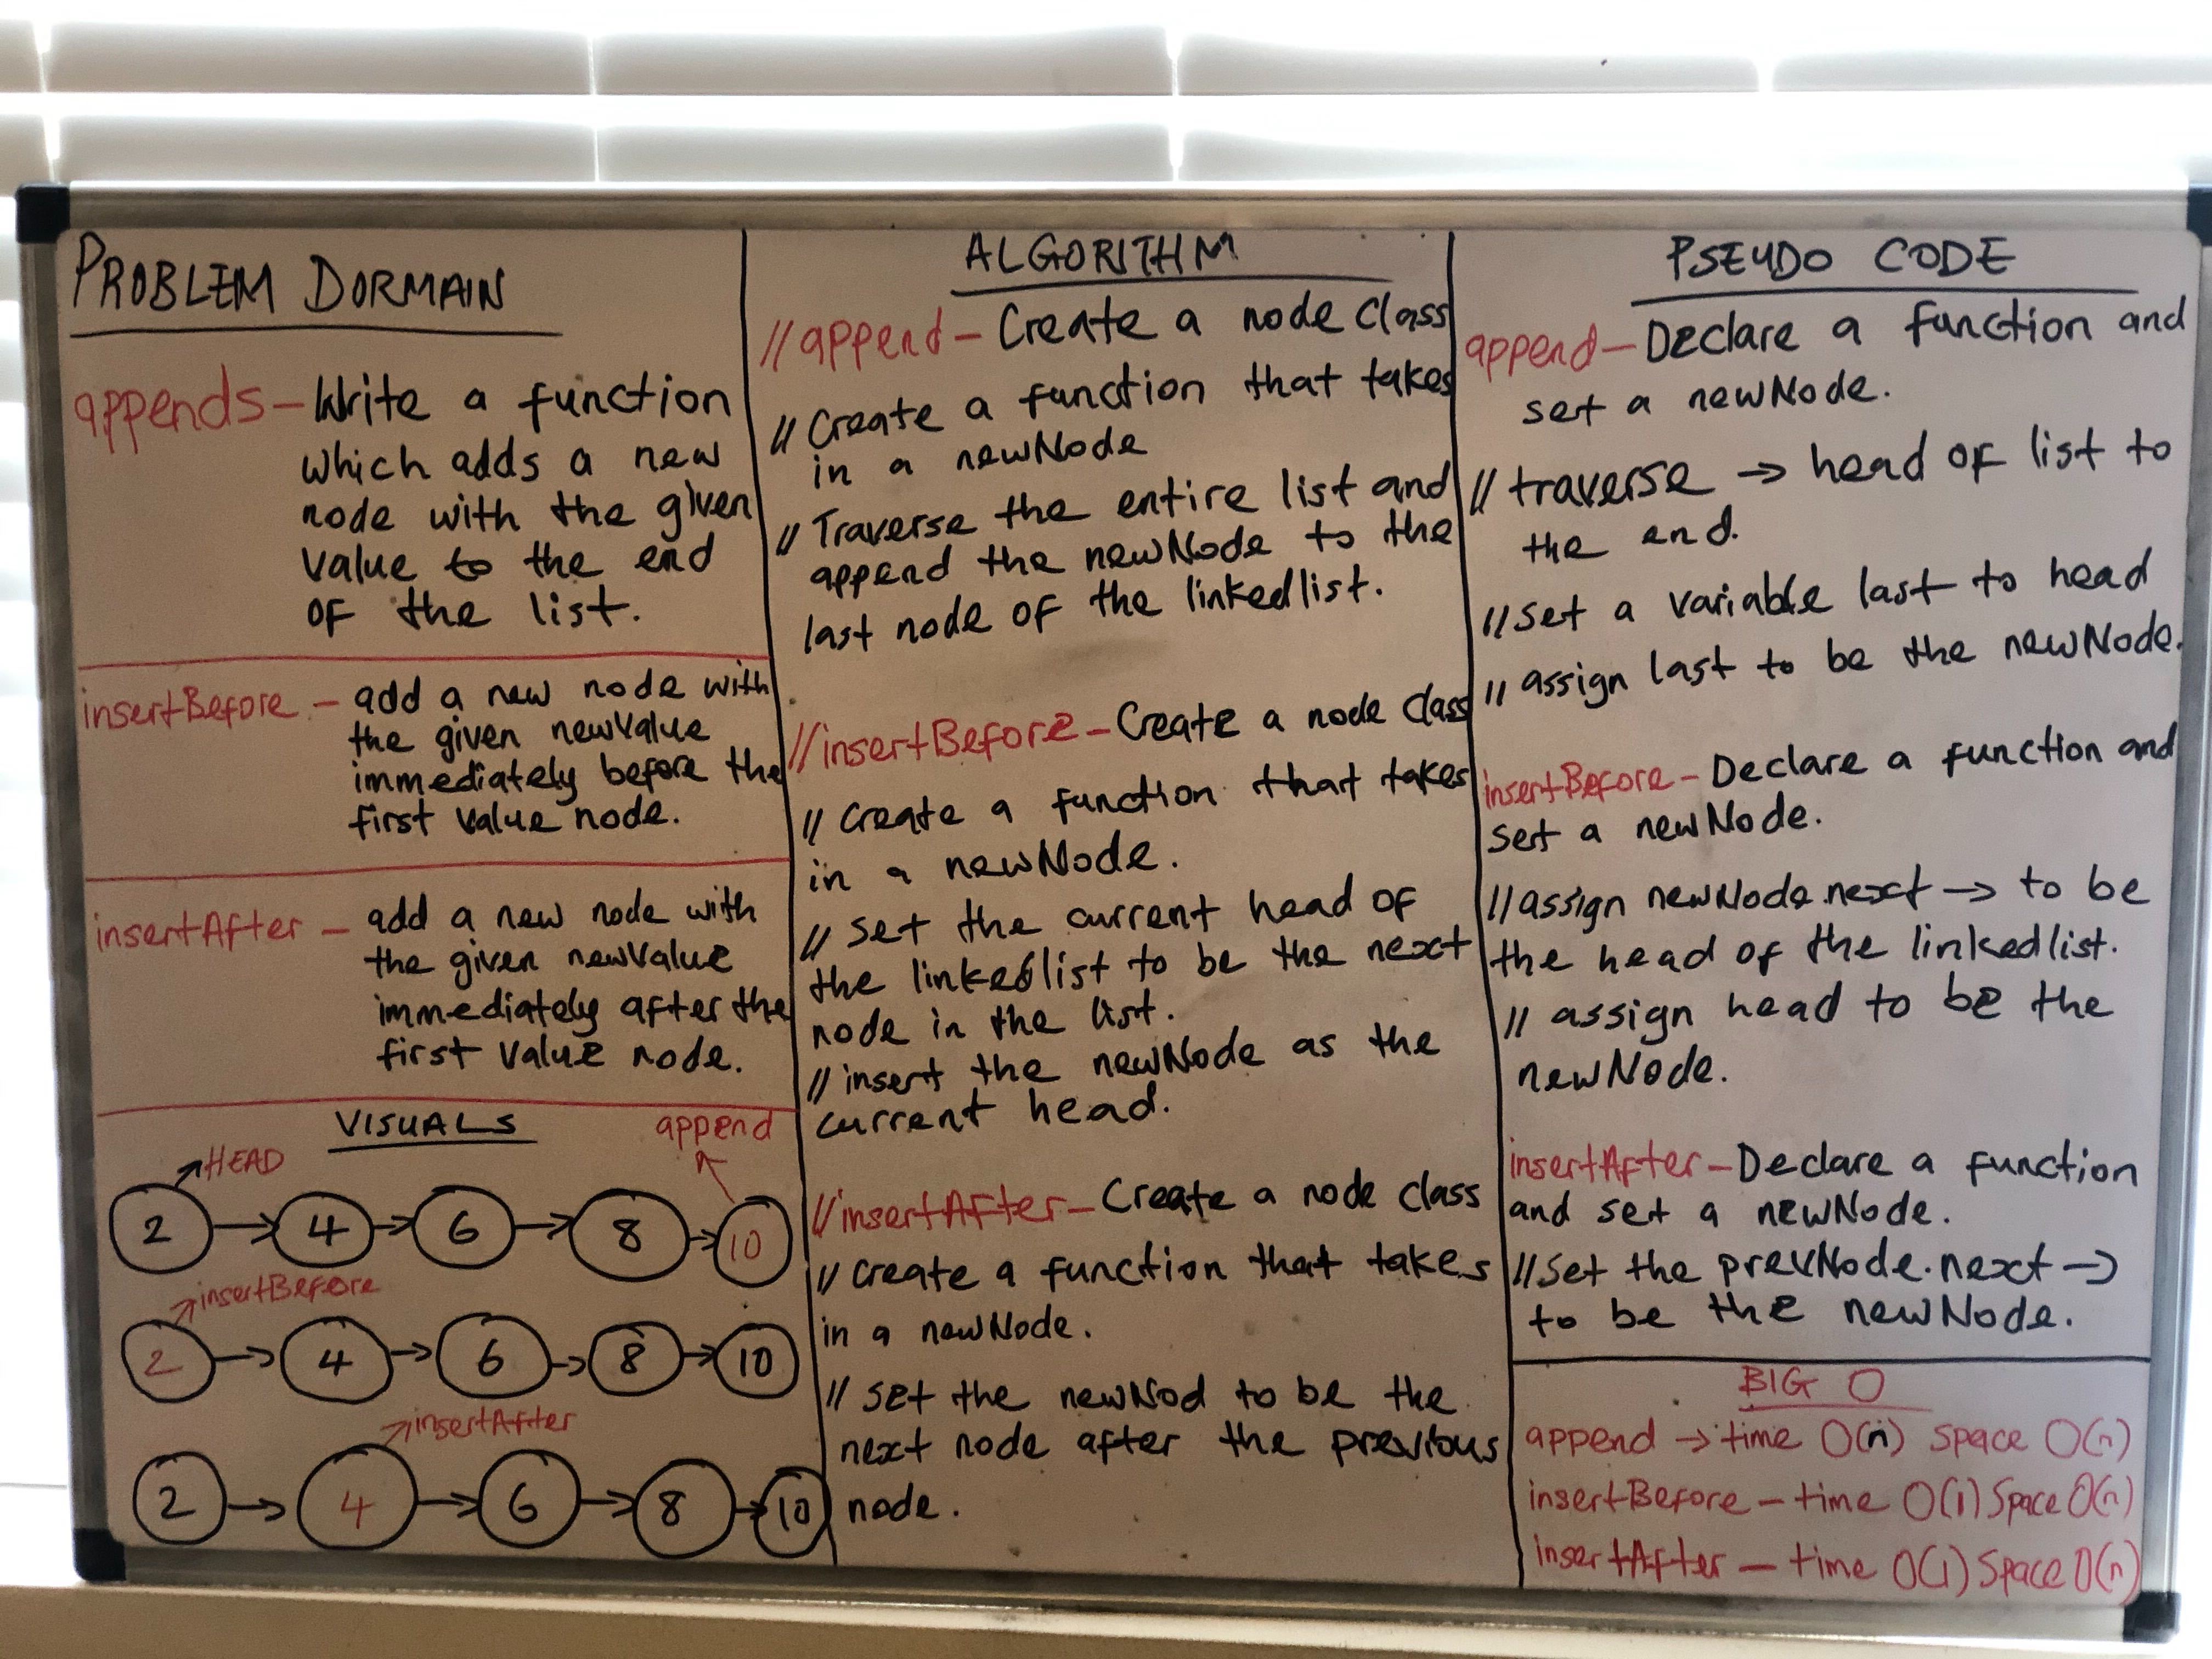 PROBLEM DORMAIN
appends - Write a function
which adds a new
node with the given
value to the end
of the list.
insertBefore - add a new node with
the given newValue
immediately before the
first value node.
insertAfter - add a new node with
the given newValue
immediately after the
first value node.
VISUALS
append
HEAD
2 → 4 → 6 → 8 → 10
insertBefore
2 → 4 → 6 → 8 → 10
insertAfter
2 → 4 → 6 → 8 → 10
ALGORITHM
//append - Create a node class
// Create a function that takes
in a newNode
// Traverse the entire list and
append the newNode to the
last node of the linkedlist.
//insertBefore - Create a node class
// create a function that takes
in a newNode.
// set the current head of
the linkedlist to be the next
node in the list.
// insert the newNode as the
current head.
//insertAfter - Create a node class
// create a function that takes
in a newNode.
// set the newNod to be the
next node after the previous
node.
PSEUDO CODE
append - Declare a function and
set a newNode.
// traverse → head of list to
the end.
//set a variable last to head
// assign last to be the newNode.
insertBefore - Declare a function and
set a newNode.
//assign newNode.next → to be
the head of the linkedlist.
// assign head to be the
newNode.
insertAfter - Declare a function
and set a newNode.
//Set the prevNode.next →
to be the newNode.
BIG O
append → time O(n) space O(n)
insertBefore - time O(1) Space O(n)
insertAfter - time O(1) Space O(n)